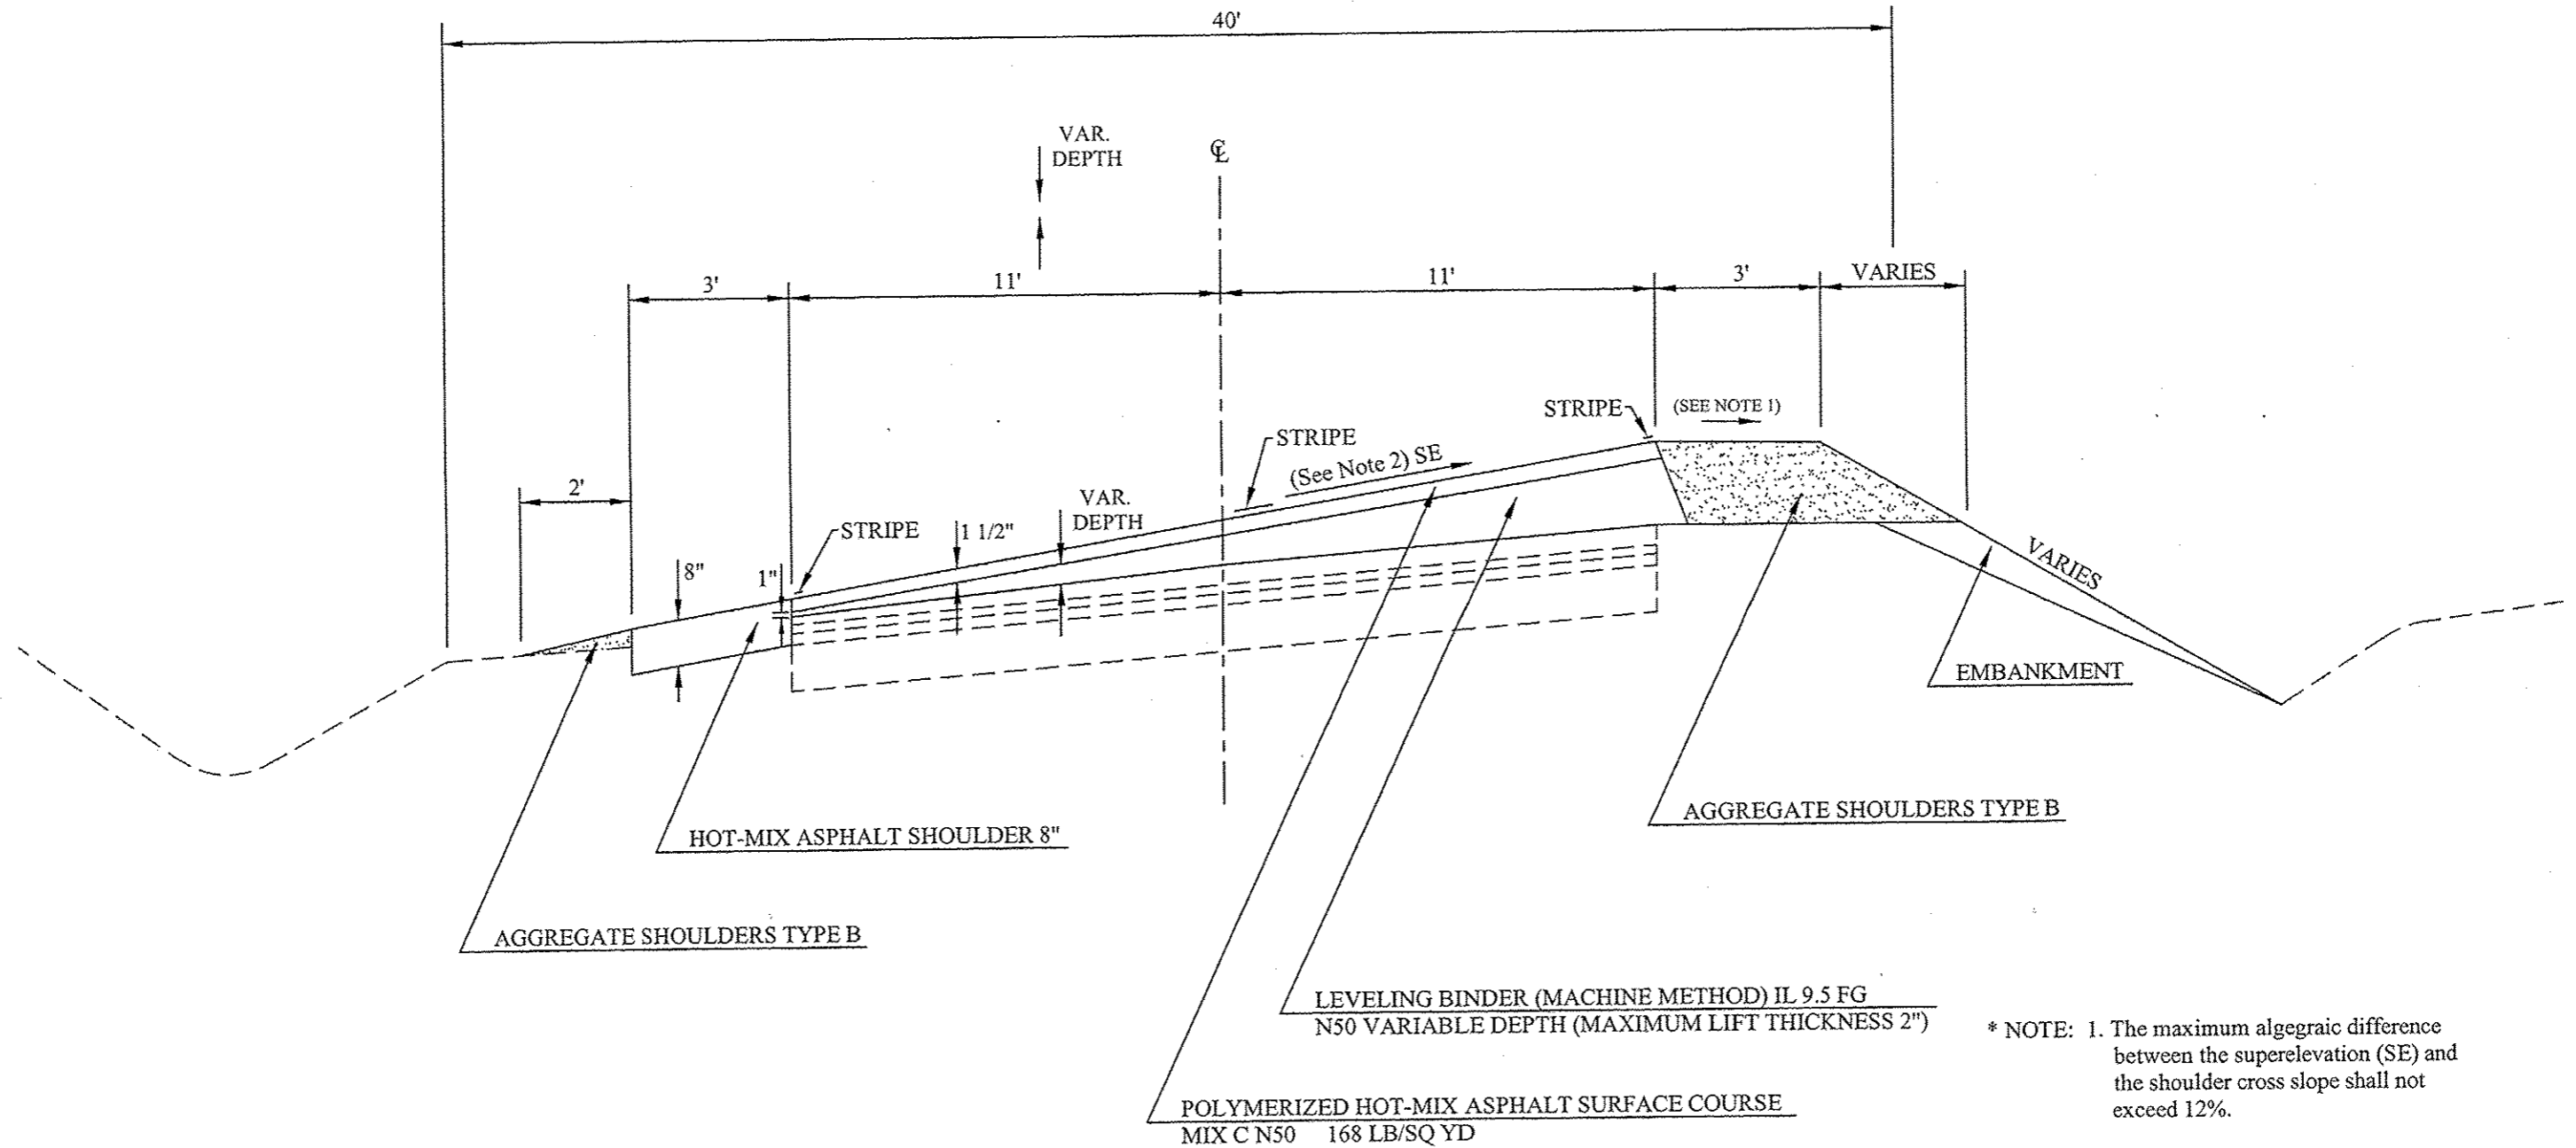 40'
VAR.
DEPTH
℄
3'
11'
11'
3'
VARIES
STRIPE
(SEE NOTE 1)
STRIPE
(See Note 2) SE
2'
VAR.
DEPTH
STRIPE
1 1/2"
8"
1"
VARIES
EMBANKMENT
AGGREGATE SHOULDERS TYPE B
HOT-MIX ASPHALT SHOULDER 8"
AGGREGATE SHOULDERS TYPE B
LEVELING BINDER (MACHINE METHOD) IL 9.5 FG
N50 VARIABLE DEPTH (MAXIMUM LIFT THICKNESS 2")
* NOTE: 1. The maximum algegraic difference
between the superelevation (SE) and
the shoulder cross slope shall not
exceed 12%.
POLYMERIZED HOT-MIX ASPHALT SURFACE COURSE
MIX C N50 168 LB/SQ YD